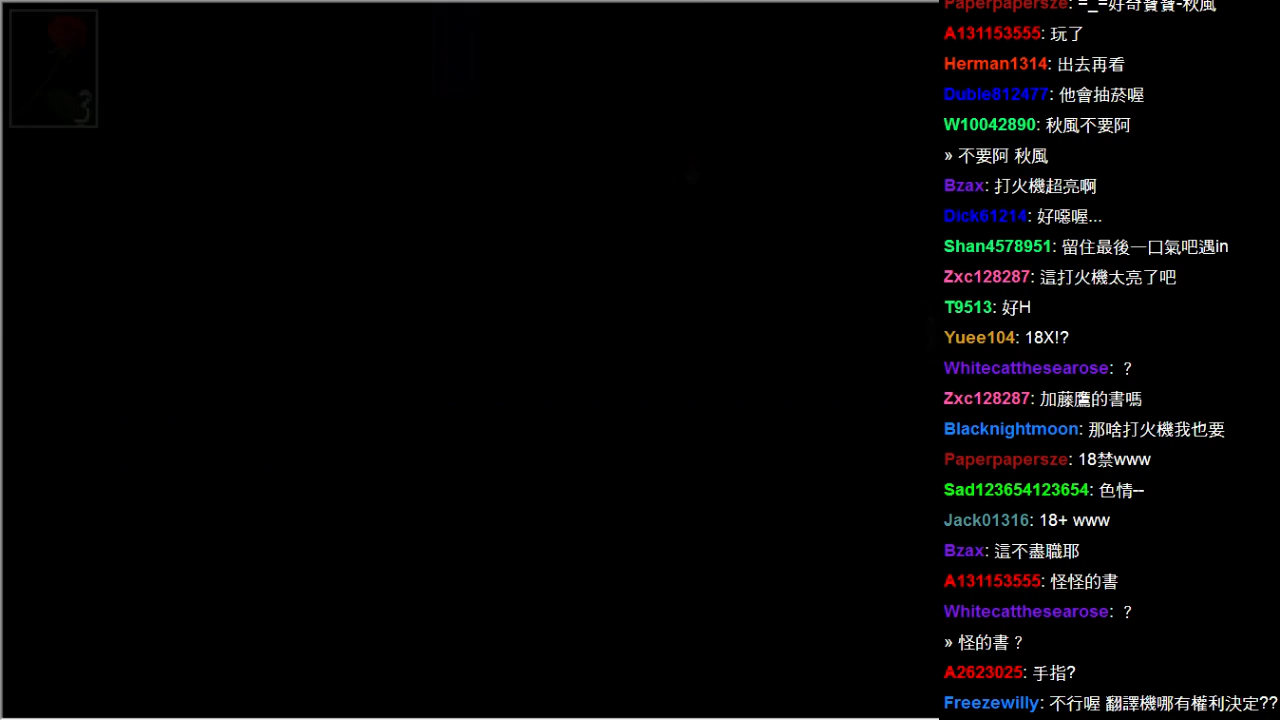 3
Paperpapersze: =_=好奇寶寶-秋風
A131153555: 玩了
Herman1314: 出去再看
Duble812477: 他會抽菸喔
W10042890: 秋風不要阿
» 不要阿 秋風
Bzax: 打火機超亮啊
Dick61214: 好噁喔...
Shan4578951: 留住最後一口氣吧遇in
Zxc128287: 這打火機太亮了吧
T9513: 好H
Yuee104: 18X!?
Whitecatthesearose: ？
Zxc128287: 加藤鷹的書嗎
Blacknightmoon: 那啥打火機我也要
Paperpapersze: 18禁www
Sad123654123654: 色情--
Jack01316: 18+ www
Bzax: 這不盡職耶
A131153555: 怪怪的書
Whitecatthesearose: ？
» 怪的書？
A2623025: 手指?
Freezewilly: 不行喔 翻譯機哪有權利決定??